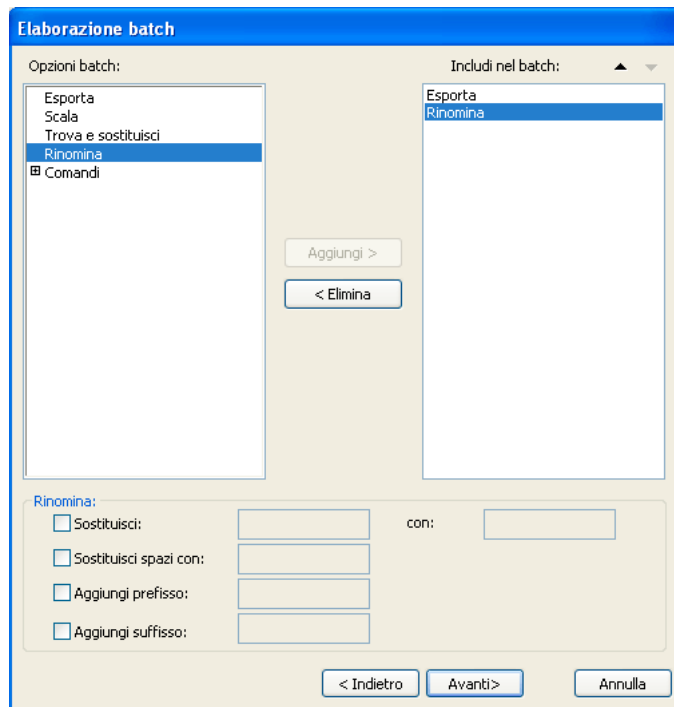 Elaborazione batch
Opzioni batch:
Includi nel batch:
Esporta
Scala
Trova e sostituisci
Rinomina
Comandi
Esporta
Rinomina
Aggiungi >
< Elimina
Rinomina:
Sostituisci:
con:
Sostituisci spazi con:
Aggiungi prefisso:
Aggiungi suffisso:
< Indietro
Avanti>
Annulla